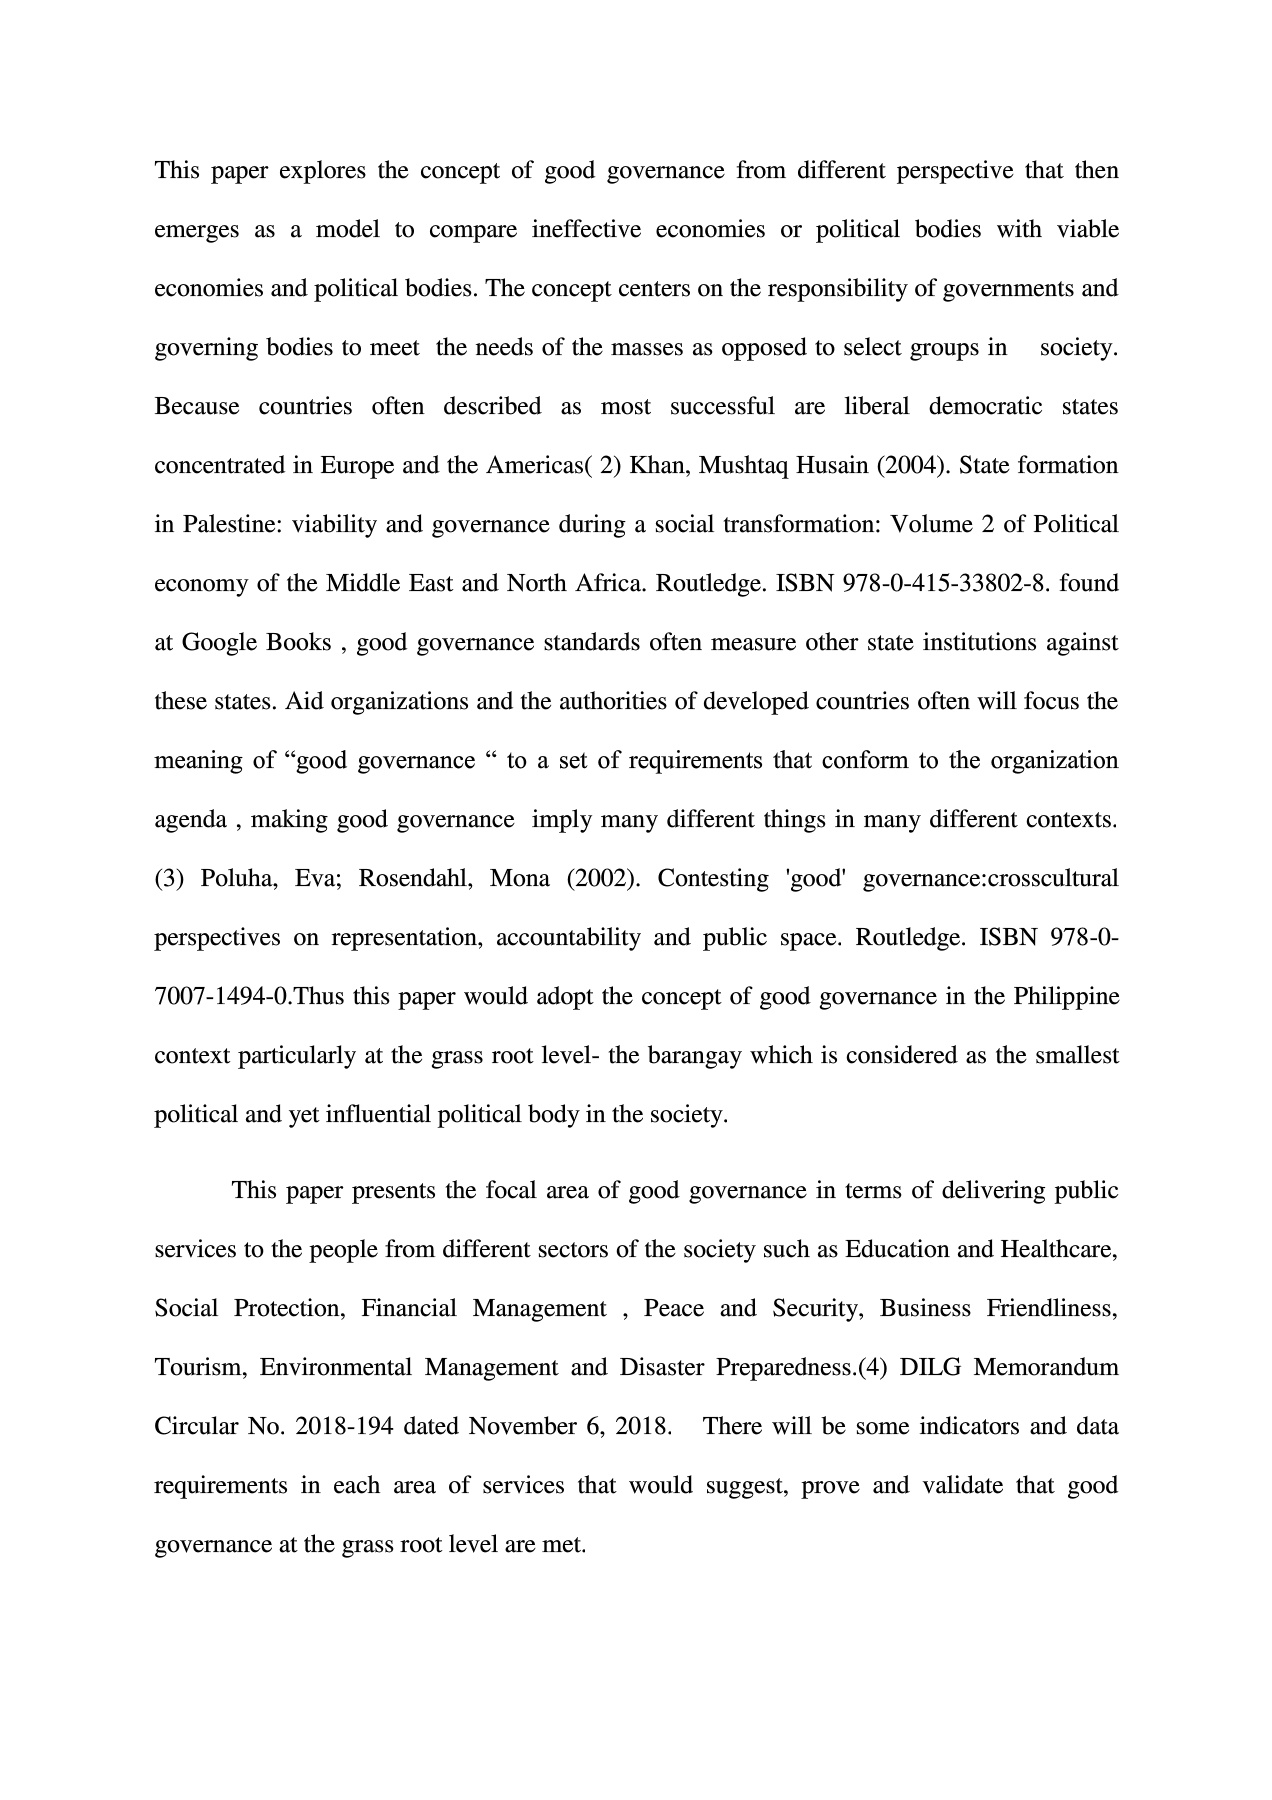 This paper explores the concept of good governance from different perspective that then
emerges as a model to compare ineffective economies or political bodies with viable
economies and political bodies. The concept centers on the responsibility of governments and
governing bodies to meet  the needs of the masses as opposed to select groups in    society.
Because countries often described as most successful are liberal democratic states
concentrated in Europe and the Americas( 2) Khan, Mushtaq Husain (2004). State formation
in Palestine: viability and governance during a social transformation: Volume 2 of Political
economy of the Middle East and North Africa. Routledge. ISBN 978-0-415-33802-8. found
at Google Books , good governance standards often measure other state institutions against
these states. Aid organizations and the authorities of developed countries often will focus the
meaning of “good governance “ to a set of requirements that conform to the organization
agenda , making good governance  imply many different things in many different contexts.
(3) Poluha, Eva; Rosendahl, Mona (2002). Contesting 'good' governance:crosscultural
perspectives on representation, accountability and public space. Routledge. ISBN 978-0-
7007-1494-0.Thus this paper would adopt the concept of good governance in the Philippine
context particularly at the grass root level- the barangay which is considered as the smallest
political and yet influential political body in the society.
This paper presents the focal area of good governance in terms of delivering public
services to the people from different sectors of the society such as Education and Healthcare,
Social Protection, Financial Management , Peace and Security, Business Friendliness,
Tourism, Environmental Management and Disaster Preparedness.(4) DILG Memorandum
Circular No. 2018-194 dated November 6, 2018.   There will be some indicators and data
requirements in each area of services that would suggest, prove and validate that good
governance at the grass root level are met.